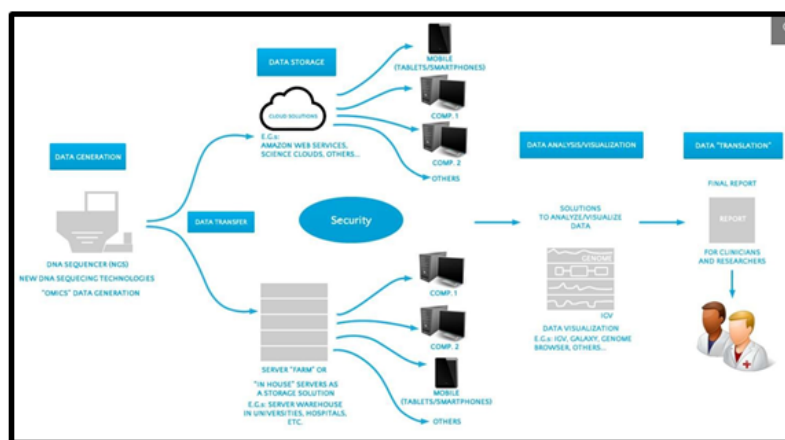 DATA STORAGE
CLOUD SOLUTIONS
E.G.s:
AMAZON WEB SERVICES,
SCIENCE CLOUDS, OTHERS...
MOBILE
(TABLETS/SMARTPHONES)
COMP. 1
COMP. 2
OTHERS
DATA GENERATION
DNA SEQUENCER (NGS)
NEW DNA SEQUECING TECHNOLOGIES
"OMICS" DATA GENERATION
DATA TRANSFER
Security
SERVER "FARM" OR
"IN HOUSE" SERVERS AS
A STORAGE SOLUTION
E.G.s: SERVER WAREHOUSE
IN UNIVERSITIES, HOSPITALS,
ETC.
COMP. 1
COMP. 2
MOBILE
(TABLETS/SMARTPHONES)
OTHERS
DATA ANALYSIS/VISUALIZATION
SOLUTIONS
TO ANALYZE/VISUALIZE
DATA
GENOME
IGV
DATA VISUALIZATION
E.G.s: IGV, GALAXY, GENOME
BROWSER, OTHERS...
DATA "TRANSLATION"
FINAL REPORT
REPORT
FOR CLINICIANS
AND RESEARCHERS